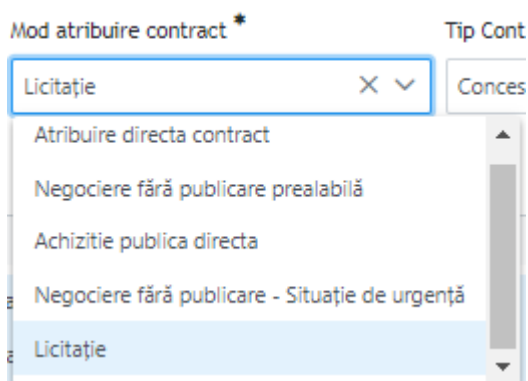 Mod atribuire contract * Tip Cont
Licitație Conces
Atribuire directa contract
Negociere fără publicare prealabilă
Achizitie publica directa
Negociere fără publicare - Situație de urgență
Licitație